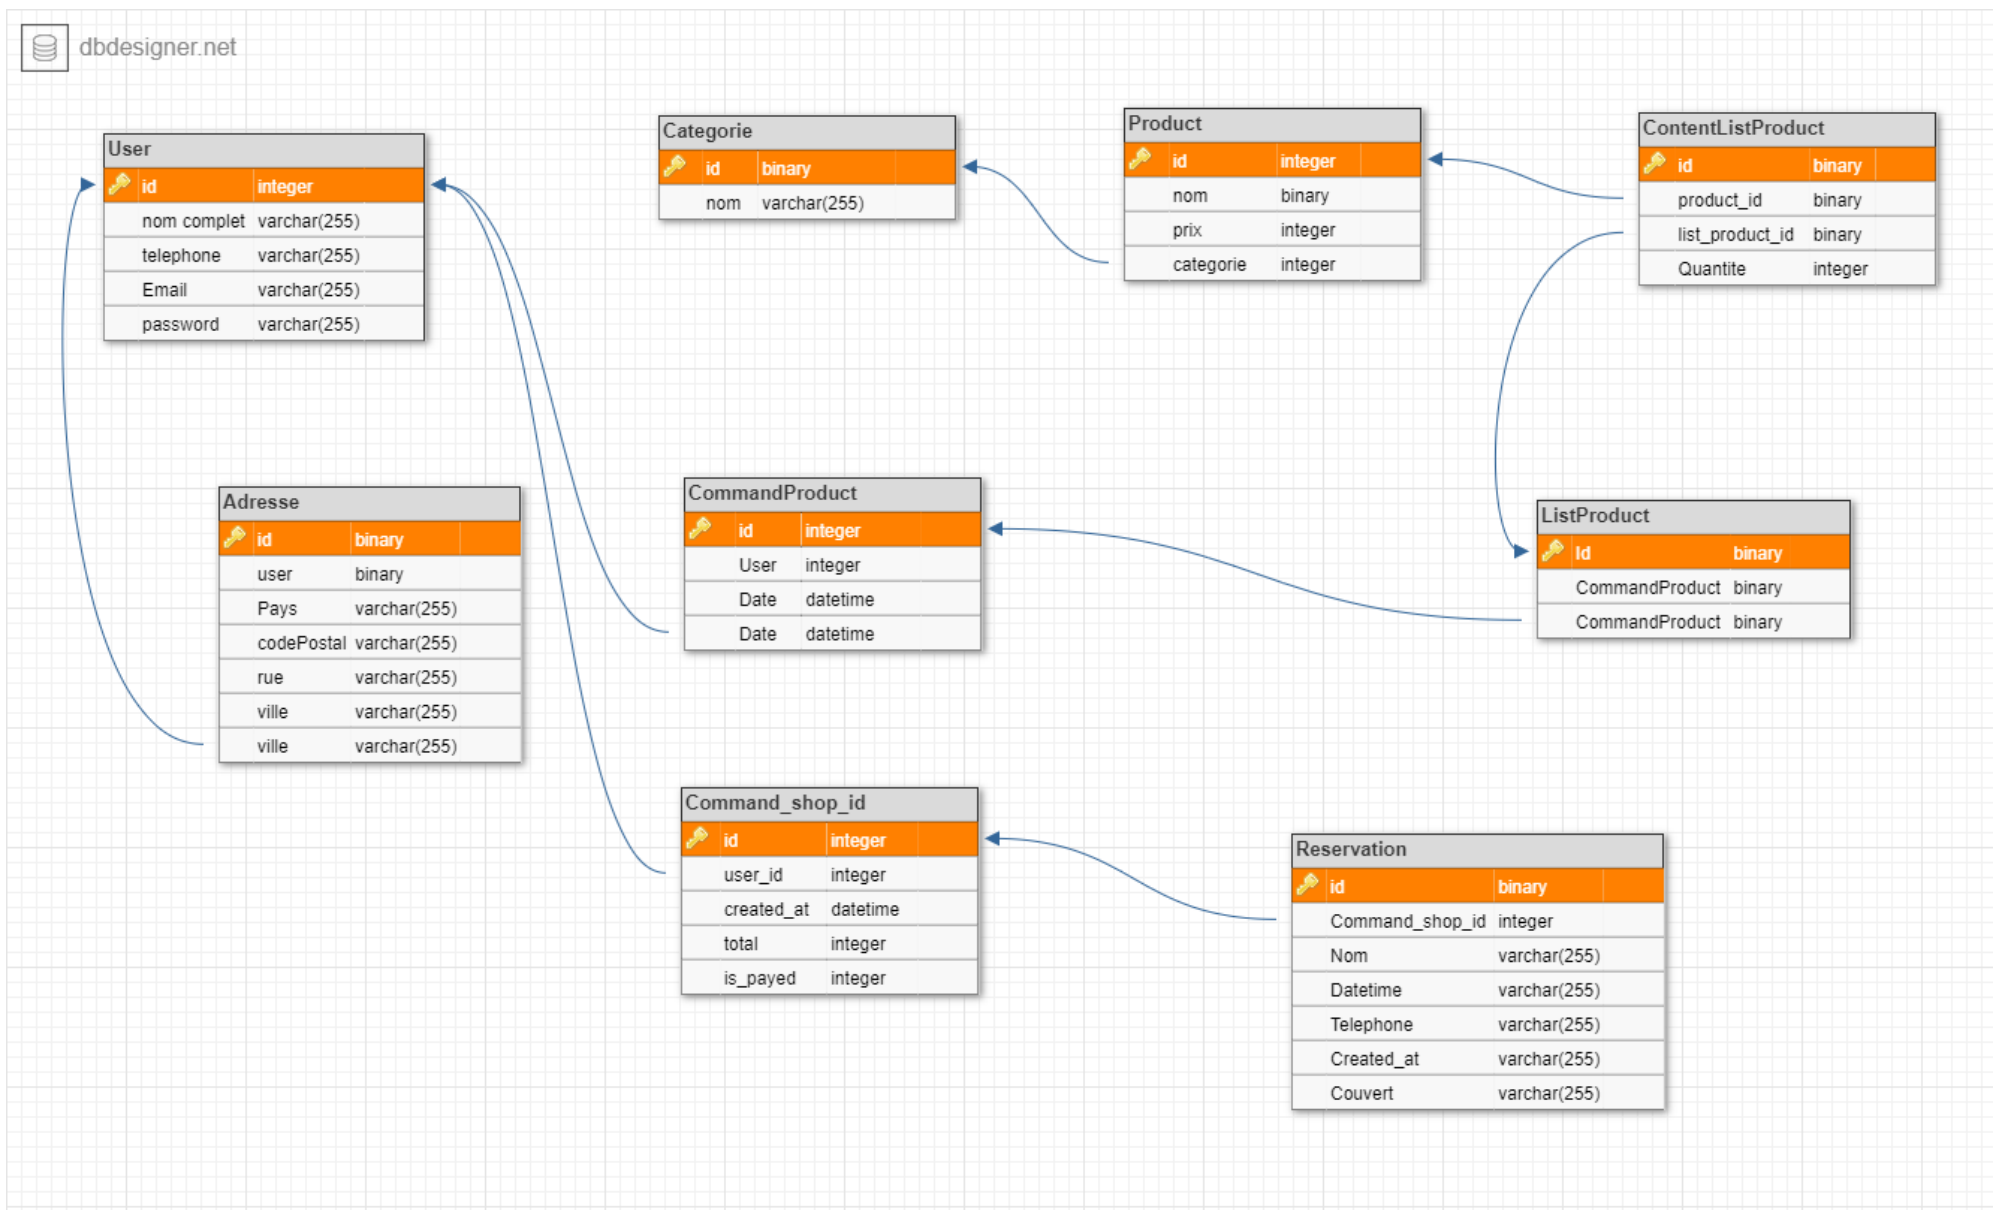 dbdesigner.net
User
id integer
nom complet varchar(255)
telephone varchar(255)
Email varchar(255)
password varchar(255)
Categorie
id binary
nom varchar(255)
Product
id integer
nom binary
prix integer
categorie integer
ContentListProduct
id binary
product_id binary
list_product_id binary
Quantite integer
Adresse
id binary
user binary
Pays varchar(255)
codePostal varchar(255)
rue varchar(255)
ville varchar(255)
ville varchar(255)
CommandProduct
id integer
User integer
Date datetime
Date datetime
ListProduct
Id binary
CommandProduct binary
CommandProduct binary
Command_shop_id
id integer
user_id integer
created_at datetime
total integer
is_payed integer
Reservation
id binary
Command_shop_id integer
Nom varchar(255)
Datetime varchar(255)
Telephone varchar(255)
Created_at varchar(255)
Couvert varchar(255)